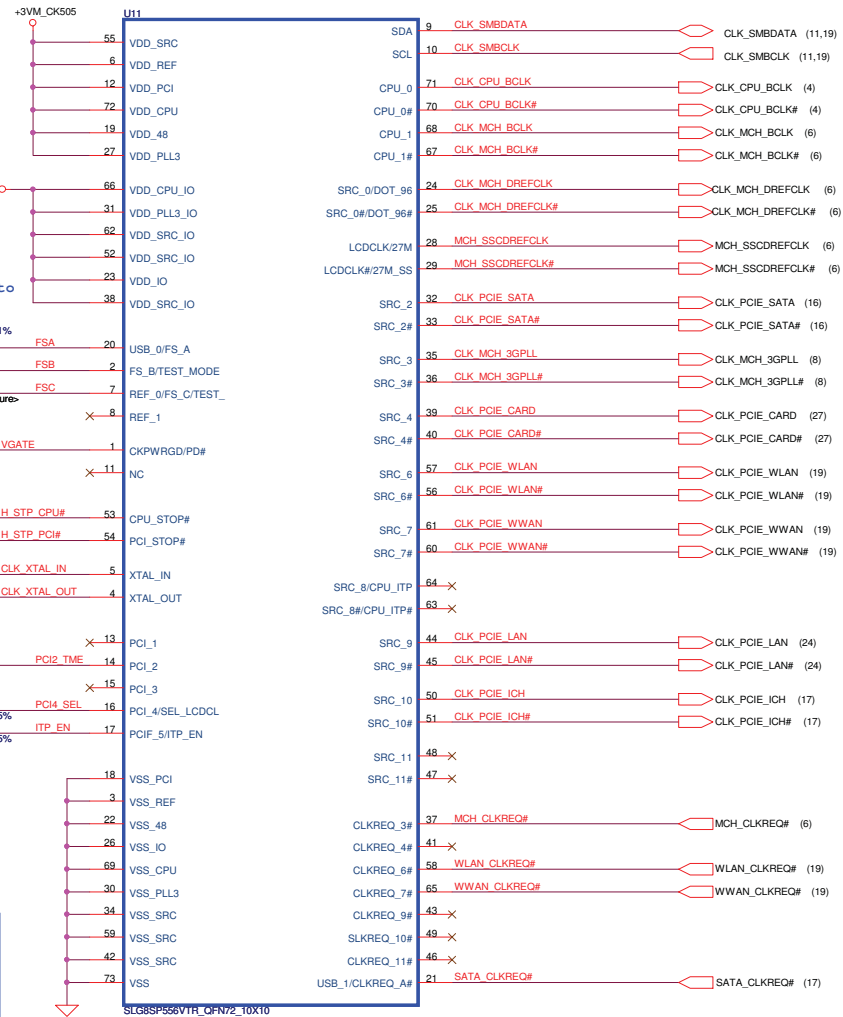 +3VM_CK505
U11
55 VDD_SRC
6 VDD_REF
12 VDD_PCI
72 VDD_CPU
19 VDD_48
27 VDD_PLL3
66 VDD_CPU_IO
31 VDD_PLL3_IO
62 VDD_SRC_IO
52 VDD_SRC_IO
23 VDD_IO
38 VDD_SRC_IO
FSA 20 USB_0/FS_A
FSB 2 FS_B/TEST_MODE
FSC 7 REF_0/FS_C/TEST_
8 REF_1
VGATE 1 CKPWRGD/PD#
11 NC
H_STP_CPU# 53 CPU_STOP#
H_STP_PCI# 54 PCI_STOP#
CLK_XTAL_IN 5 XTAL_IN
CLK_XTAL_OUT 4 XTAL_OUT
13 PCI_1
PCI2_TME 14 PCI_2
15 PCI_3
PCI4_SEL 16 PCI_4/SEL_LCDCL
5%
ITP_EN 17 PCIF_5/ITP_EN
5%
18 VSS_PCI
3 VSS_REF
22 VSS_48
26 VSS_IO
69 VSS_CPU
30 VSS_PLL3
34 VSS_SRC
59 VSS_SRC
42 VSS_SRC
73 VSS
SDA 9 CLK_SMBDATA CLK_SMBDATA (11,19)
SCL 10 CLK_SMBCLK CLK_SMBCLK (11,19)
CPU_0 71 CLK_CPU_BCLK CLK_CPU_BCLK (4)
CPU_0# 70 CLK_CPU_BCLK# CLK_CPU_BCLK# (4)
CPU_1 68 CLK_MCH_BCLK CLK_MCH_BCLK (6)
CPU_1# 67 CLK_MCH_BCLK# CLK_MCH_BCLK# (6)
SRC_0/DOT_96 24 CLK_MCH_DREFCLK CLK_MCH_DREFCLK (6)
SRC_0#/DOT_96# 25 CLK_MCH_DREFCLK# CLK_MCH_DREFCLK# (6)
LCDCLK/27M 28 MCH_SSCDREFCLK MCH_SSCDREFCLK (6)
LCDCLK#/27M_SS 29 MCH_SSCDREFCLK# MCH_SSCDREFCLK# (6)
SRC_2 32 CLK_PCIE_SATA CLK_PCIE_SATA (16)
SRC_2# 33 CLK_PCIE_SATA# CLK_PCIE_SATA# (16)
SRC_3 35 CLK_MCH_3GPLL CLK_MCH_3GPLL (8)
SRC_3# 36 CLK_MCH_3GPLL# CLK_MCH_3GPLL# (8)
SRC_4 39 CLK_PCIE_CARD CLK_PCIE_CARD (27)
SRC_4# 40 CLK_PCIE_CARD# CLK_PCIE_CARD# (27)
SRC_6 57 CLK_PCIE_WLAN CLK_PCIE_WLAN (19)
SRC_6# 56 CLK_PCIE_WLAN# CLK_PCIE_WLAN# (19)
SRC_7 61 CLK_PCIE_WWAN CLK_PCIE_WWAN (19)
SRC_7# 60 CLK_PCIE_WWAN# CLK_PCIE_WWAN# (19)
SRC_8/CPU_ITP 64
SRC_8#/CPU_ITP# 63
SRC_9 44 CLK_PCIE_LAN CLK_PCIE_LAN (24)
SRC_9# 45 CLK_PCIE_LAN# CLK_PCIE_LAN# (24)
SRC_10 50 CLK_PCIE_ICH CLK_PCIE_ICH (17)
SRC_10# 51 CLK_PCIE_ICH# CLK_PCIE_ICH# (17)
SRC_11 48
SRC_11# 47
CLKREQ_3# 37 MCH_CLKREQ# MCH_CLKREQ# (6)
CLKREQ_4# 41
CLKREQ_6# 58 WLAN_CLKREQ# WLAN_CLKREQ# (19)
CLKREQ_7# 65 WWAN_CLKREQ# WWAN_CLKREQ# (19)
CLKREQ_9# 43
SLKREQ_10# 49
CLKREQ_11# 46
USB_1/CLKREQ_A# 21 SATA_CLKREQ# SATA_CLKREQ# (17)
SLG8SP556VTR_QFN72_10X10